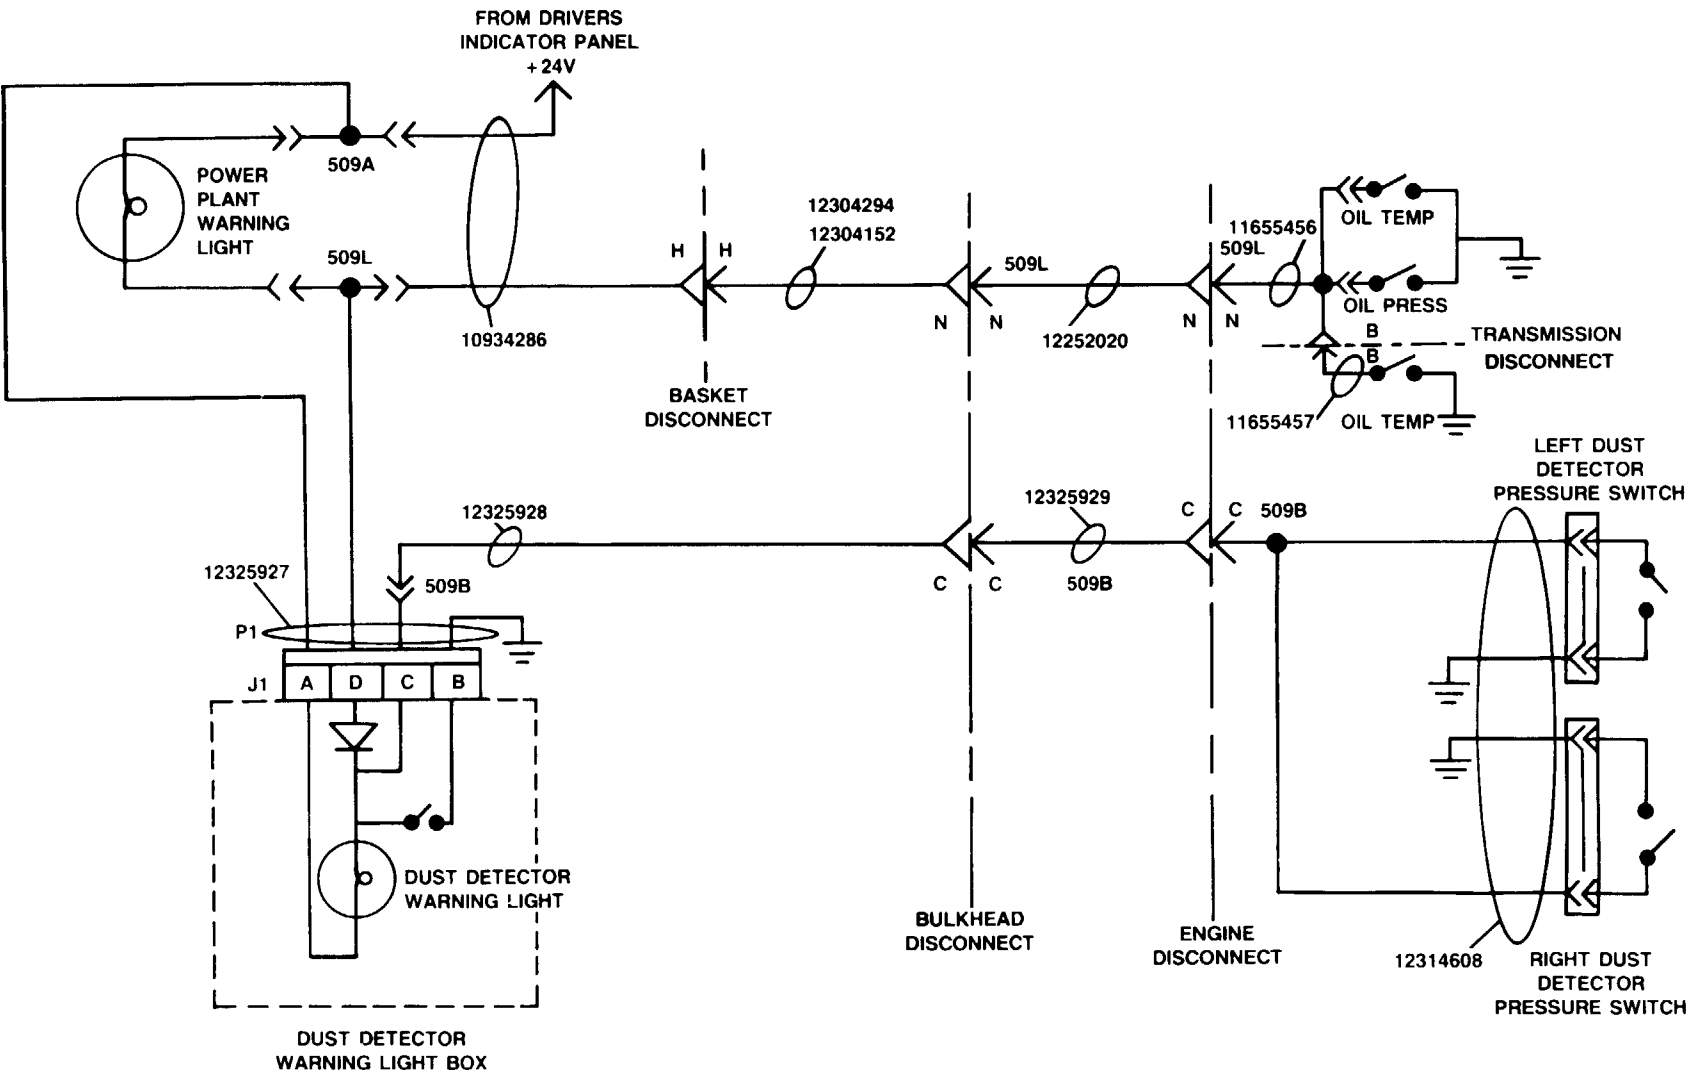 FROM DRIVERS
INDICATOR PANEL
+24V
509A
POWER
PLANT
WARNING
LIGHT
509L
10934286
H
H
BASKET
DISCONNECT
12304294
12304152
N
N
509L
12252020
N
N
11655456
509L
OIL TEMP
OIL PRESS
B
B
TRANSMISSION
DISCONNECT
11655457
OIL TEMP
LEFT DUST
DETECTOR
PRESSURE SWITCH
12325928
12325929
C
C
509B
C
C
509B
12325927
509B
P1
J1
A
D
C
B
DUST DETECTOR
WARNING LIGHT
BULKHEAD
DISCONNECT
ENGINE
DISCONNECT
12314608
RIGHT DUST
DETECTOR
PRESSURE SWITCH
DUST DETECTOR
WARNING LIGHT BOX